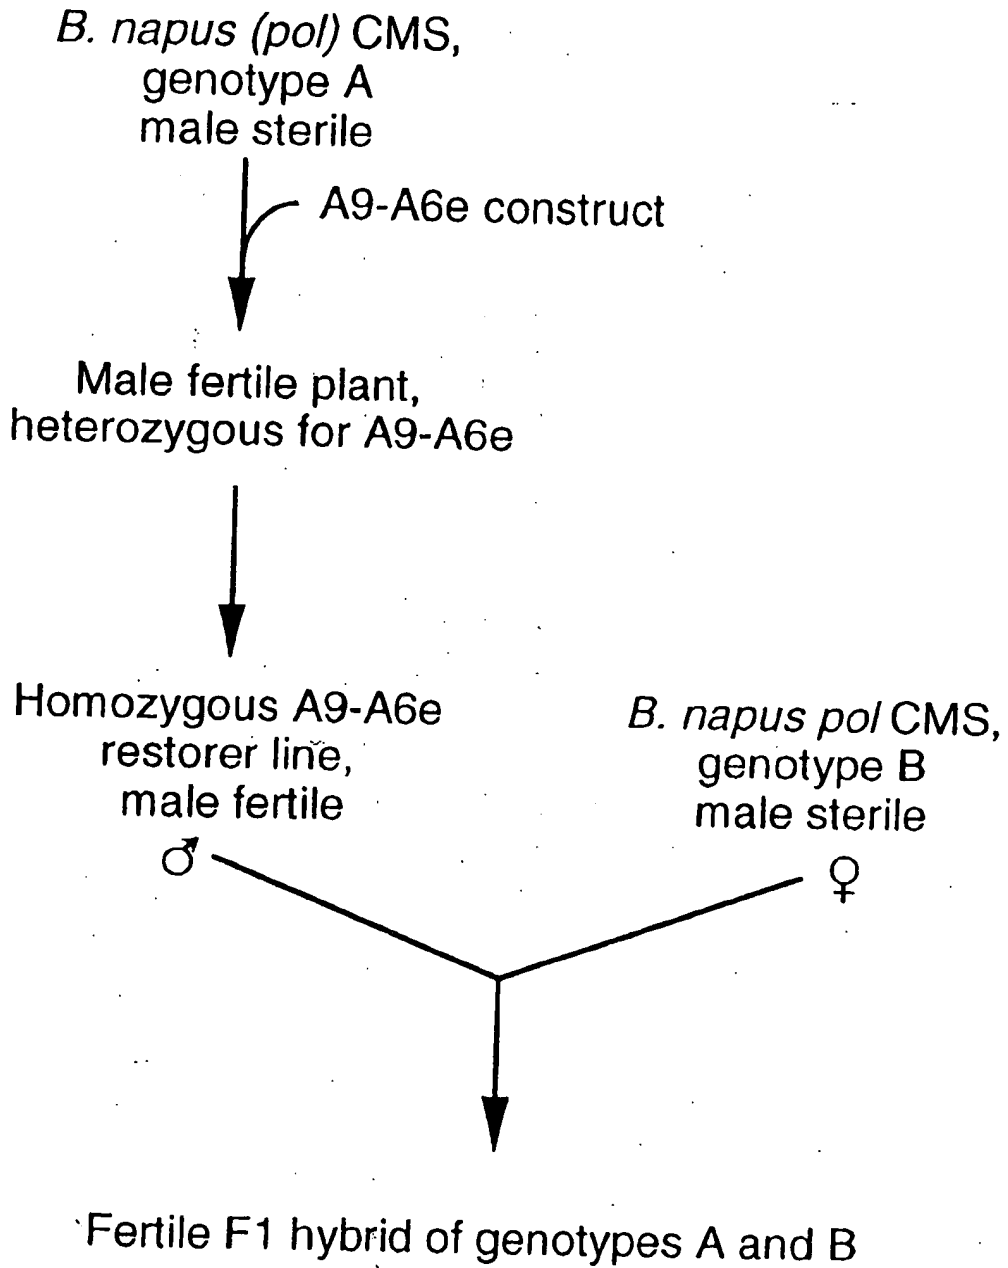 B. napus (pol) CMS,
genotype A
male sterile
A9-A6e construct
Male fertile plant,
heterozygous for A9-A6e
Homozygous A9-A6e
restorer line,
male fertile
♂
B. napus pol CMS,
genotype B
male sterile
♀
Fertile F1 hybrid of genotypes A and B